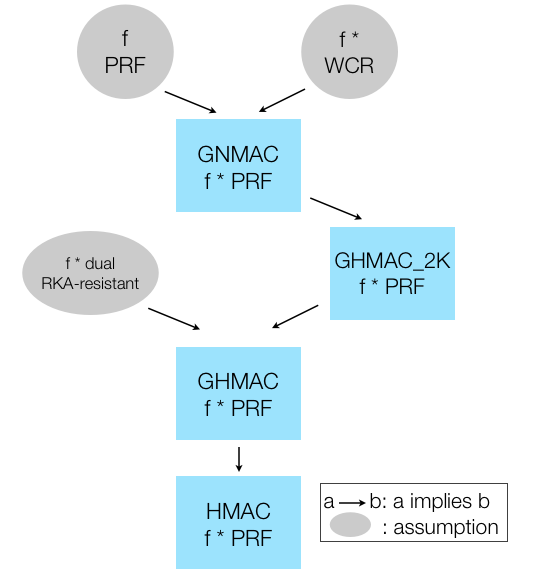 f
PRF
f *
WCR
GNMAC
f * PRF
f * dual
RKA-resistant
GHMAC_2K
f * PRF
GHMAC
f * PRF
HMAC
f * PRF
a b: a implies b
: assumption